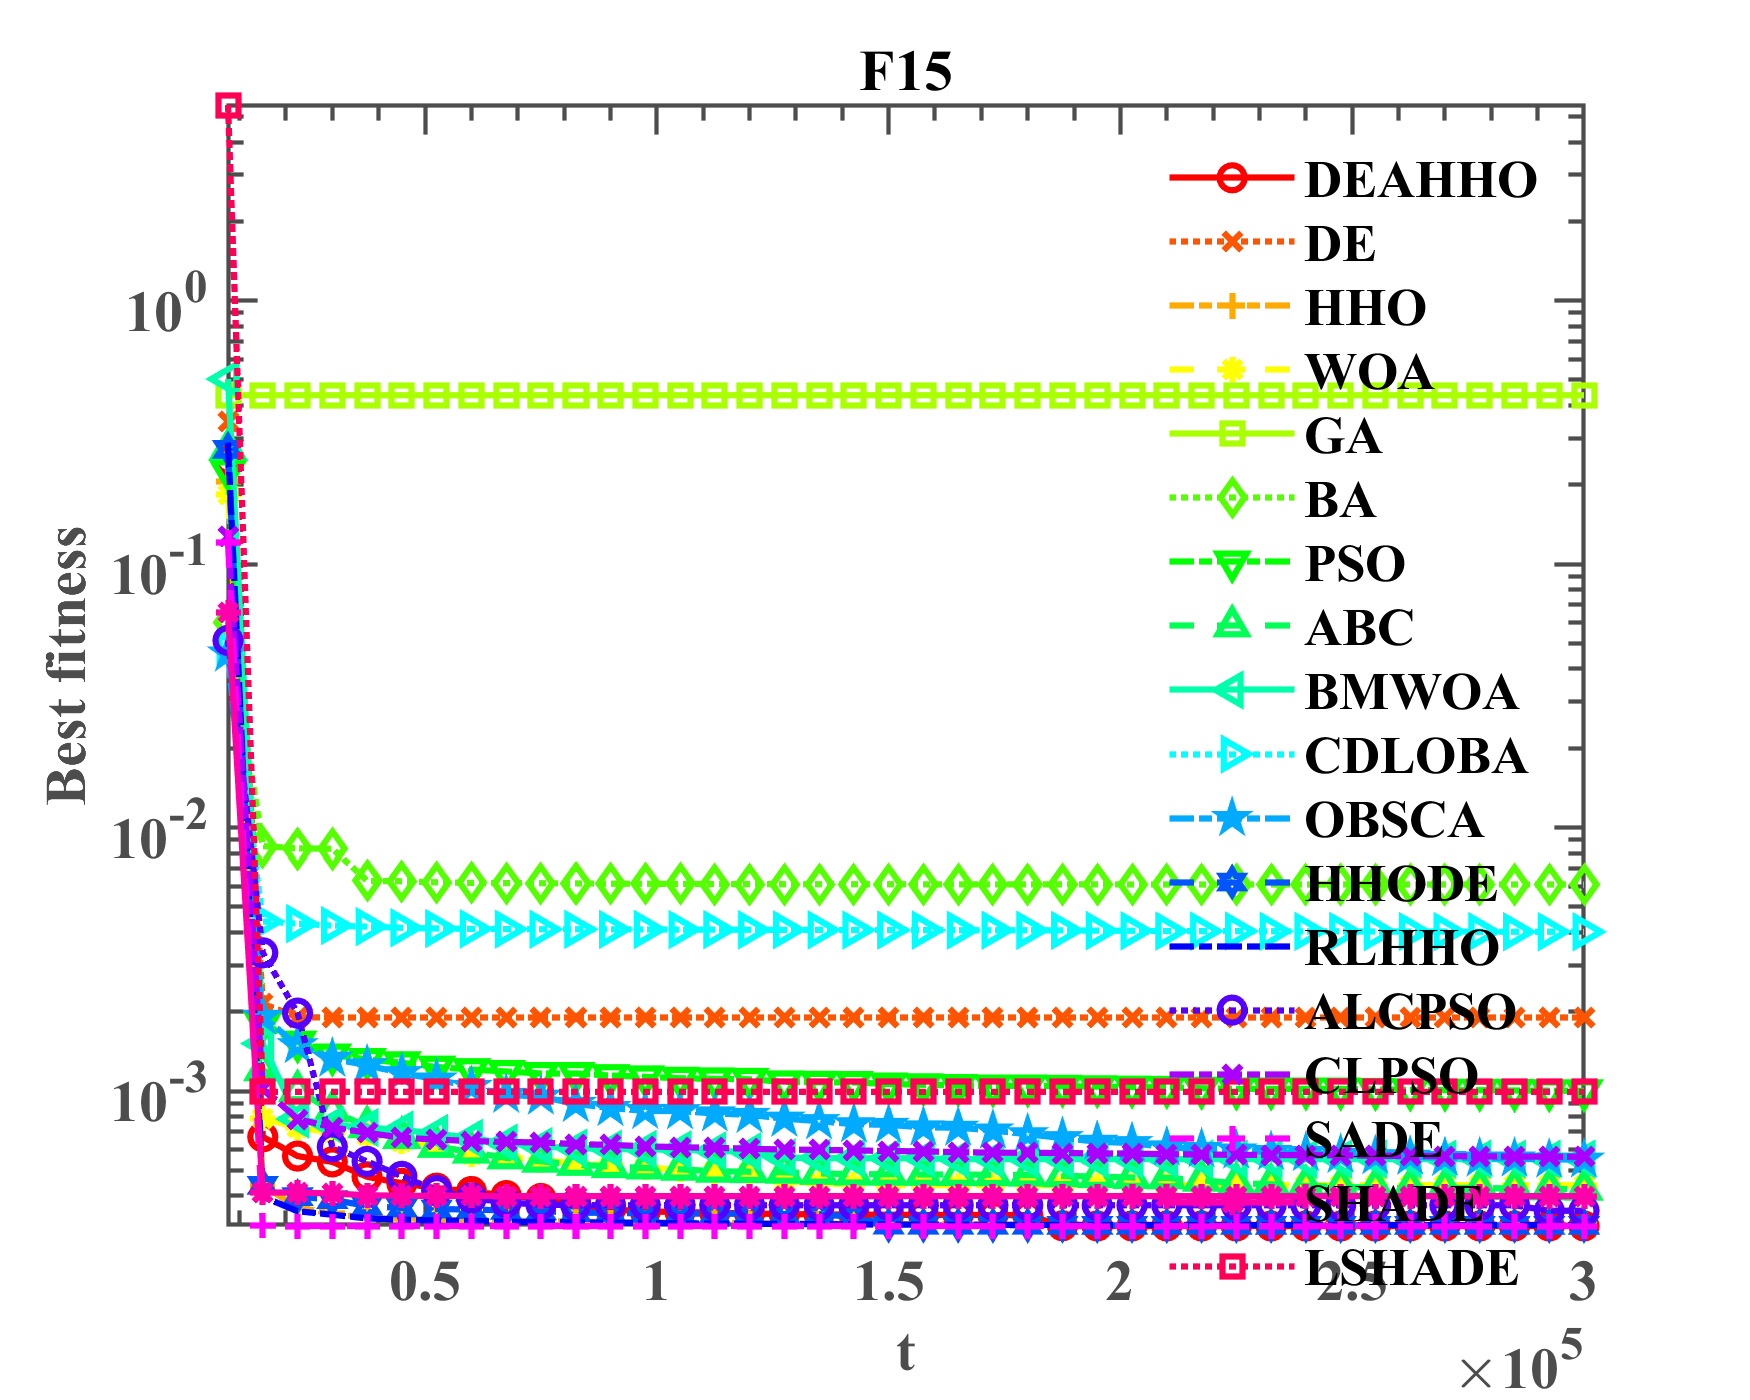 F15
Best fitness
10^0
10^-1
10^-2
10^-3
DEAHHO
DE
HHO
WOA
GA
BA
PSO
ABC
BMWOA
CDLOBA
OBSCA
HHODE
RLHHO
ALCPSO
CLPSO
SADE
SHADE
LSHADE
0.5 1 1.5 2 2.5 3
t
×10^5